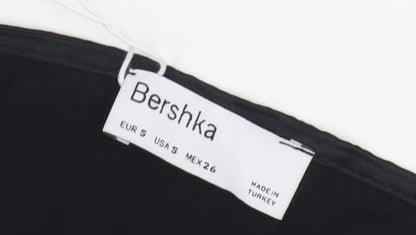 Bershka
EUR S USA S MEX 26
MADE IN
TURKEY